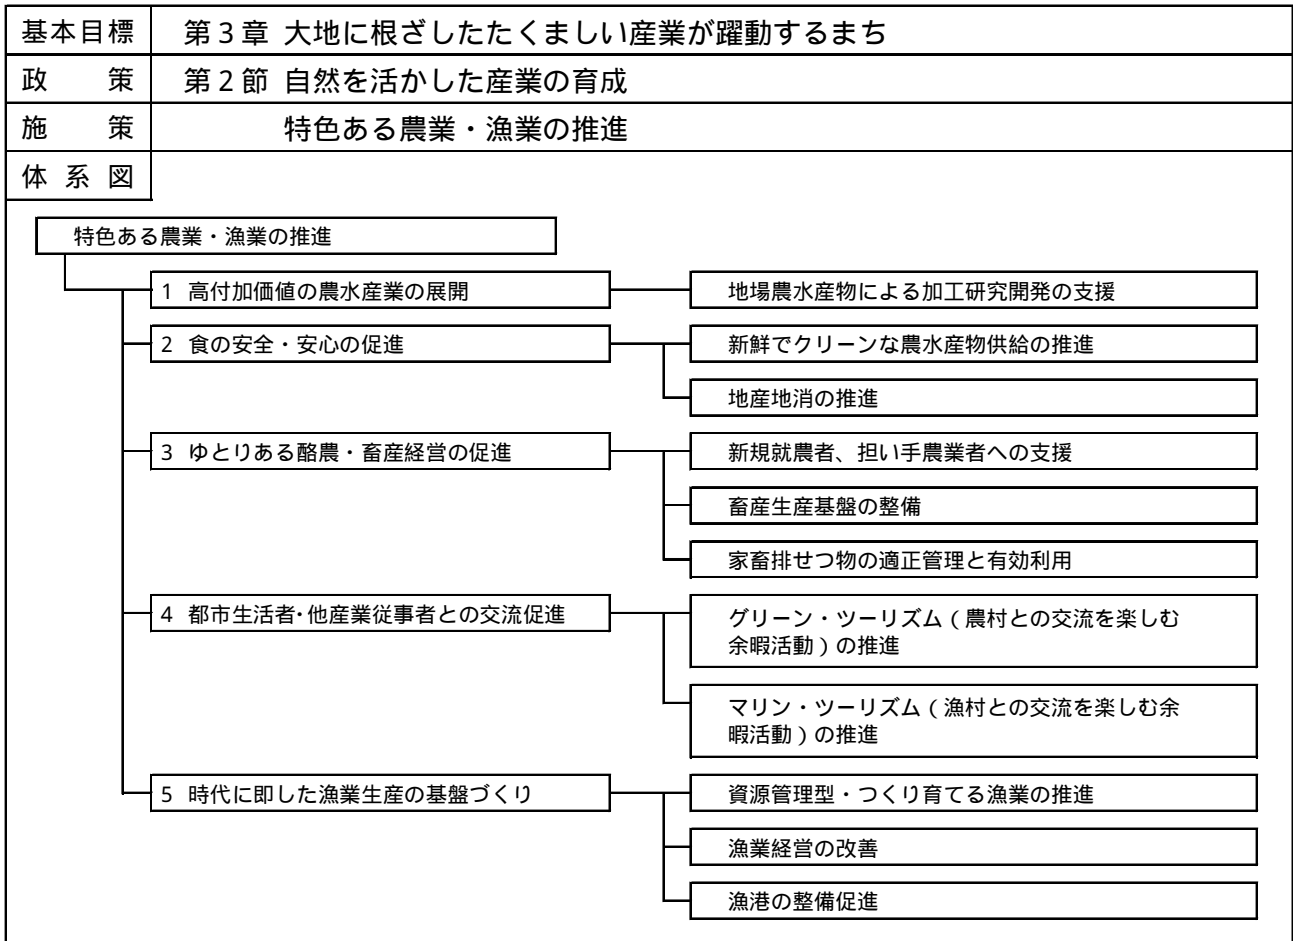 基本目標 第3章 大地に根ざしたたくましい産業が躍動するまち
政 策 第2節 自然を活かした産業の育成
施 策 特色ある農業・漁業の推進
体 系 図
特色ある農業・漁業の推進
1 高付加価値の農水産業の展開
地場農水産物による加工研究開発の支援
2 食の安全・安心の促進
新鮮でクリーンな農水産物供給の推進
地産地消の推進
3 ゆとりある酪農・畜産経営の促進
新規就農者、担い手農業者への支援
畜産生産基盤の整備
家畜排せつ物の適正管理と有効利用
4 都市生活者・他産業従事者との交流促進
グリーン・ツーリズム(農村との交流を楽しむ
余暇活動)の推進
マリン・ツーリズム(漁村との交流を楽しむ余
暇活動)の推進
5 時代に即した漁業生産の基盤づくり
資源管理型・つくり育てる漁業の推進
漁業経営の改善
漁港の整備促進